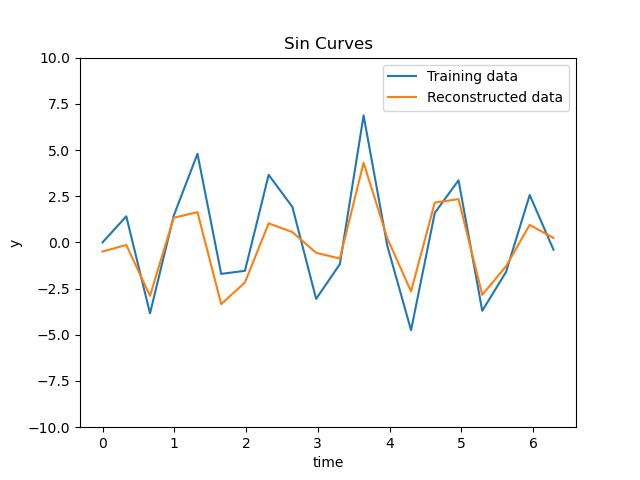 Sin Curves
Training data
Reconstructed data
10.0
7.5
5.0
2.5
0.0
−2.5
−5.0
−7.5
−10.0
y
0 1 2 3 4 5 6
time